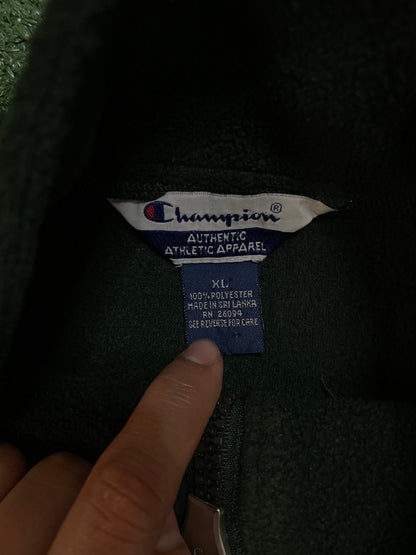 Champion®
AUTHENTIC
ATHLETIC APPAREL
XL
100% POLYESTER
MADE IN SRI LANKA
RN 26094
SEE REVERSE FOR CARE